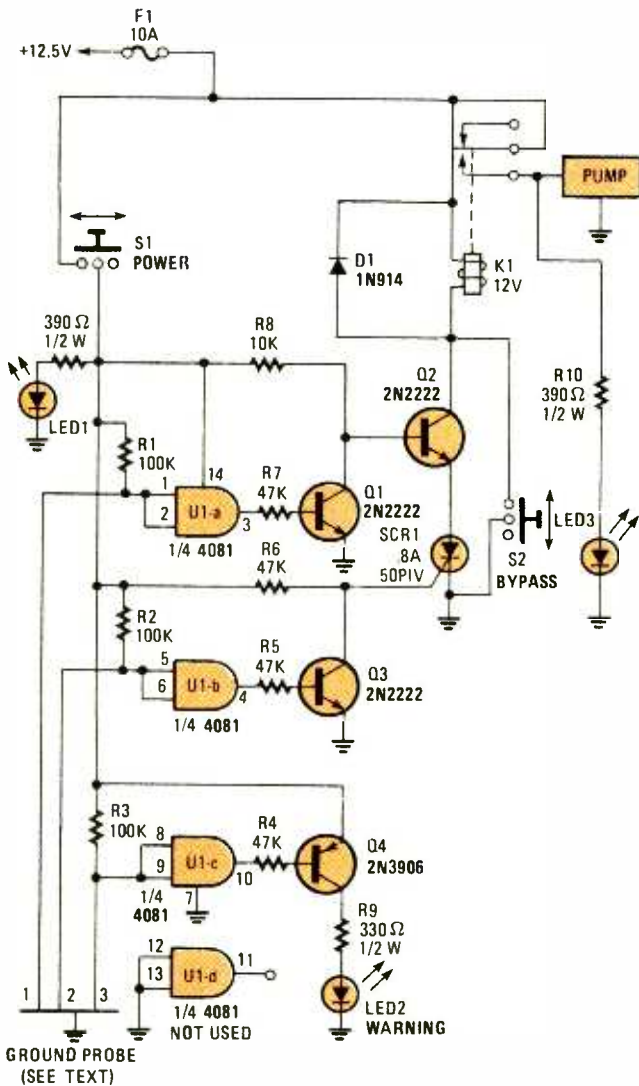 F1
10A
+12.5V
PUMP
S1
POWER
D1
1N914
K1
12V
390Ω
1/2 W
R8
10K
Q2
2N2222
R10
390Ω
1/2 W
LED1
R1
100K
14
1
2
U1-a
3
R7
47K
Q1
2N2222
1/4 4081
SCR1
8A
50PIV
LED3
S2
BYPASS
R6
47K
R2
100K
5
6
U1-b
4
R5
47K
Q3
2N2222
1/4 4081
R3
100K
8
9
U1-c
10
7
R4
47K
Q4
2N3906
1/4
4081
R9
330Ω
1/2 W
12
13
U1-d
11
1/4 4081
NOT USED
LED2
WARNING
1 2 3
GROUND PROBE
(SEE TEXT)